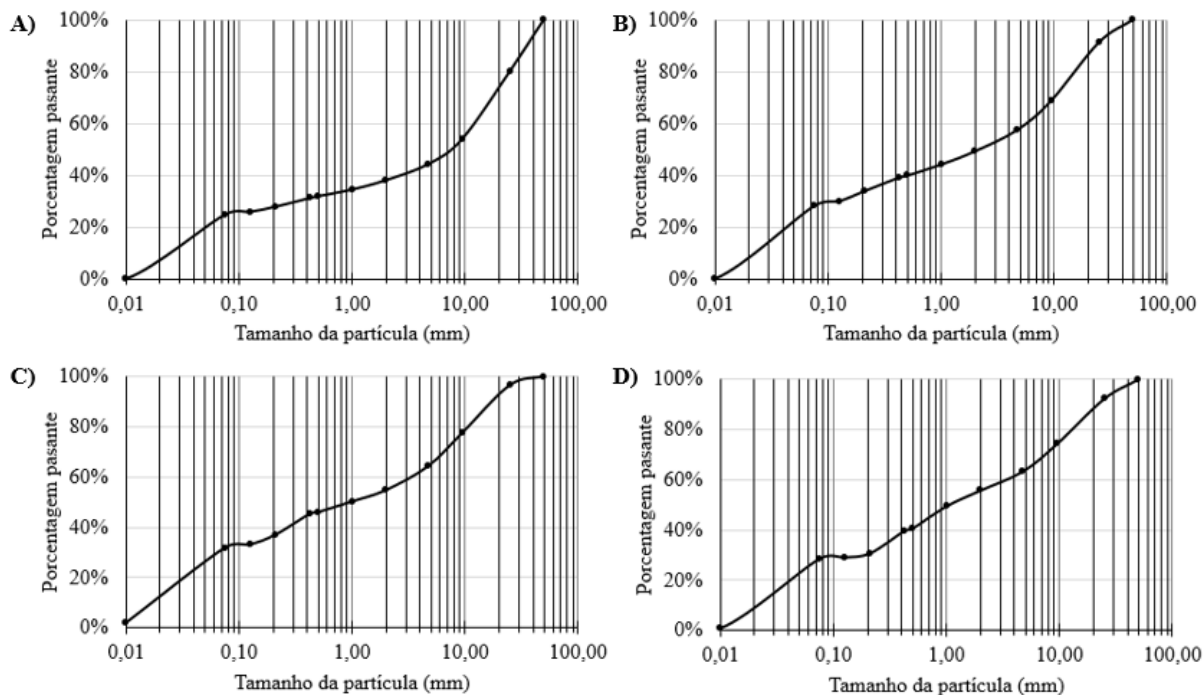 A)
Porcentagem pasante
100%
80%
60%
40%
20%
0%
0,01 0,10 1,00 10,00 100,00
Tamanho da partícula (mm)
B)
Porcentagem pasante
100%
80%
60%
40%
20%
0%
0,01 0,10 1,00 10,00 100,00
Tamanho da partícula (mm)
C)
Porcentagem pasante
100%
80%
60%
40%
20%
0%
0,01 0,10 1,00 10,00 100,00
Tamanho da partícula (mm)
D)
Porcentagem pasante
100%
80%
60%
40%
20%
0%
0,01 0,10 1,00 10,00 100,00
Tamanho da partícula (mm)